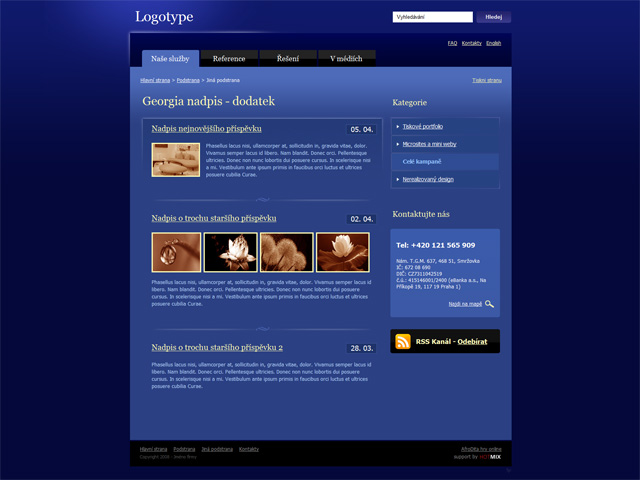 Logotype
Vyhledávání
Hledej
FAQ Kontakty English
Naše služby
Reference
Řešení
V médiích
Hlavní strana > Podstrana > Jiná podstrana
Tiskni stranu
Georgia nadpis - dodatek
Nadpis nejnovějšího příspěvku
05. 04.
Phasellus lacus nisi, ullamcorper at, sollicitudin in, gravida vitae, dolor.
Vivamus semper lacus id libero. Nam blandit. Donec orci. Pellentesque
ultricies. Donec non nunc lobortis dui posuere cursus. In scelerisque nisi
a mi. Vestibulum ante ipsum primis in faucibus orci luctus et ultrices
posuere cubilia Curae.
Nadpis o trochu staršího příspěvku
02. 04.
Phasellus lacus nisi, ullamcorper at, sollicitudin in, gravida vitae, dolor. Vivamus semper lacus id
libero. Nam blandit. Donec orci. Pellentesque ultricies. Donec non nunc lobortis dui posuere
cursus. In scelerisque nisi a mi. Vestibulum ante ipsum primis in faucibus orci luctus et ultrices
posuere cubilia Curae.
Nadpis o trochu staršího příspěvku 2
28. 03.
Phasellus lacus nisi, ullamcorper at, sollicitudin in, gravida vitae, dolor. Vivamus semper lacus id
libero. Nam blandit. Donec orci. Pellentesque ultricies. Donec non nunc lobortis dui posuere
cursus. In scelerisque nisi a mi. Vestibulum ante ipsum primis in faucibus orci luctus et ultrices
posuere cubilia Curae.
Kategorie
Tiskové portfolio
Microsites a mini weby
Celé kampaně
Nerealizovaný design
Kontaktujte nás
Tel: +420 121 565 909
Nám. T.G.M. 637, 468 51, Smržovka
IČ: 672 08 690
DIČ: CZ7311042519
Č.ú.: 415146001/2400 (eBanka a.s., Na
Příkopě 19, 117 19 Praha 1)
Najdi na mapě
RSS Kanál - Odebírat
Hlavní strana Podstrana Jiná podstrana Kontakty
Copyright 2008 - Jméno firmy
hry online
support by HOTMIX